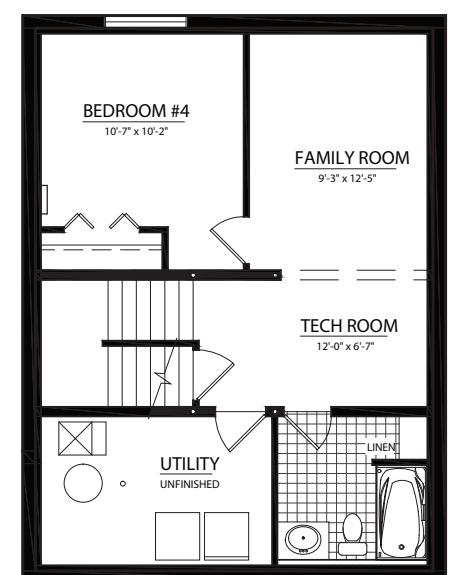 BEDROOM #4
10'-7" x 10'-2"
FAMILY ROOM
9'-3" x 12'-5"
TECH ROOM
12'-0" x 6'-7"
LINEN
UTILITY
UNFINISHED